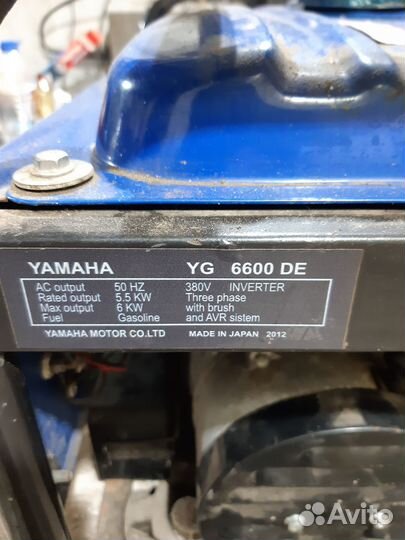 YAMAHA YG 6600 DE
AC output 50 HZ 380V INVERTER
Rated output 5.5 KW Three phase
Max output 6 KW with brush
Fuel Gasoline and AVR sistem
YAMAHA MOTOR CO.LTD MADE IN JAPAN 2012
Avito